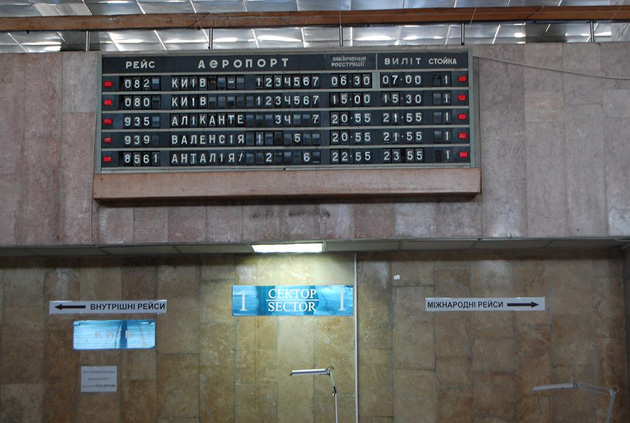 РЕЙС АЕРОПОРТ ЗАКІНЧЕННЯ РЕЄСТРАЦІЇ ВИЛІТ СТОЙКА
082 КИЇВ 1234567 06-30 07-00
080 КИЇВ 1234567 15-00 15-30 1
935 АЛІКАНТЕ 34 7 20-55 21-55 1
939 ВАЛЕНСІЯ 1 5 20-55 21-55 1
8561 АНТАЛІЯ/ 2 6 22-55 23-55 1
ВНУТРІШНІ РЕЙСИ
1 СЕКТОР 1
SECTOR
МІЖНАРОДНІ РЕЙСИ
КИЇВ